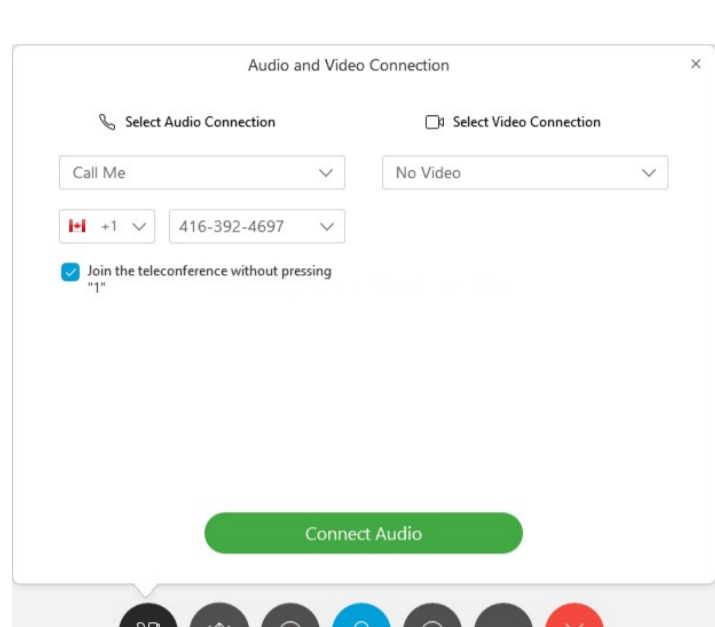 Audio and Video Connection
Select Audio Connection
Select Video Connection
Call Me
No Video
+1
416-392-4697
Join the teleconference without pressing
"1"
Connect Audio